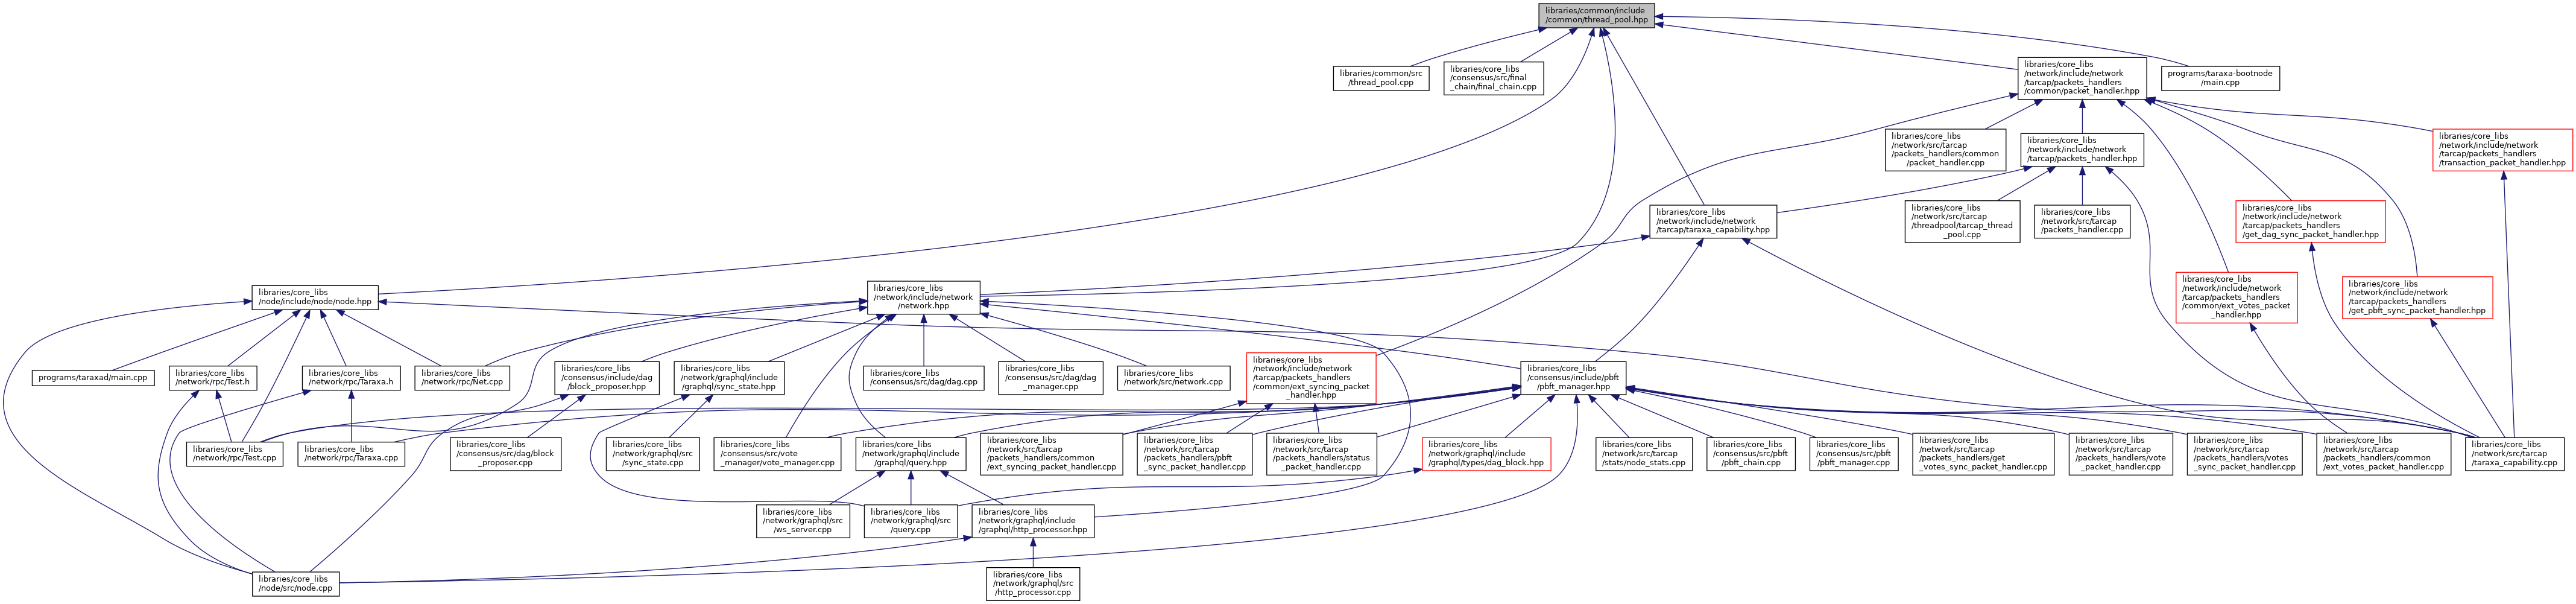 libraries/common/include
/common/thread_pool.hpp
libraries/common/src
/thread_pool.cpp
libraries/core_libs
/consensus/src/final
_chain/final_chain.cpp
libraries/core_libs
/network/include/network
/tarcap/packets_handlers
/common/packet_handler.hpp
programs/taraxa-bootnode
/main.cpp
libraries/core_libs
/network/src/tarcap
/packets_handlers/common
/packet_handler.cpp
libraries/core_libs
/network/include/network
/tarcap/packets_handler.hpp
libraries/core_libs
/network/include/network
/tarcap/packets_handlers
/transaction_packet_handler.hpp
libraries/core_libs
/network/include/network
/tarcap/taraxa_capability.hpp
libraries/core_libs
/network/src/tarcap
/threadpool/tarcap_thread
_pool.cpp
libraries/core_libs
/network/src/tarcap
/packets_handler.cpp
libraries/core_libs
/network/include/network
/tarcap/packets_handlers
/get_dag_sync_packet_handler.hpp
libraries/core_libs
/node/include/node/node.hpp
libraries/core_libs
/network/include/network
/network.hpp
libraries/core_libs
/network/include/network
/tarcap/packets_handlers
/common/ext_votes_packet
_handler.hpp
libraries/core_libs
/network/include/network
/tarcap/packets_handlers
/get_pbft_sync_packet_handler.hpp
programs/taraxad/main.cpp
libraries/core_libs
/network/rpc/Test.h
libraries/core_libs
/network/rpc/Taraxa.h
libraries/core_libs
/network/rpc/Net.cpp
libraries/core_libs
/consensus/include/dag
/block_proposer.hpp
libraries/core_libs
/network/graphql/include
/graphql/sync_state.hpp
libraries/core_libs
/consensus/src/dag/dag.cpp
libraries/core_libs
/consensus/src/dag/dag
_manager.cpp
libraries/core_libs
/network/src/network.cpp
libraries/core_libs
/network/include/network
/tarcap/packets_handlers
/common/ext_syncing_packet
_handler.hpp
libraries/core_libs
/consensus/include/pbft
/pbft_manager.hpp
libraries/core_libs
/network/rpc/Test.cpp
libraries/core_libs
/network/rpc/Taraxa.cpp
libraries/core_libs
/consensus/src/dag/block
_proposer.cpp
libraries/core_libs
/network/graphql/src
/sync_state.cpp
libraries/core_libs
/consensus/src/vote
_manager/vote_manager.cpp
libraries/core_libs
/network/graphql/include
/graphql/query.hpp
libraries/core_libs
/network/src/tarcap
/packets_handlers/common
/ext_syncing_packet_handler.cpp
libraries/core_libs
/network/src/tarcap
/packets_handlers/pbft
_sync_packet_handler.cpp
libraries/core_libs
/network/src/tarcap
/packets_handlers/status
_packet_handler.cpp
libraries/core_libs
/network/graphql/include
/graphql/types/dag_block.hpp
libraries/core_libs
/network/src/tarcap
/stats/node_stats.cpp
libraries/core_libs
/consensus/src/pbft
/pbft_chain.cpp
libraries/core_libs
/consensus/src/pbft
/pbft_manager.cpp
libraries/core_libs
/network/src/tarcap
/packets_handlers/get
_votes_sync_packet_handler.cpp
libraries/core_libs
/network/src/tarcap
/packets_handlers/vote
_packet_handler.cpp
libraries/core_libs
/network/src/tarcap
/packets_handlers/votes
_sync_packet_handler.cpp
libraries/core_libs
/network/src/tarcap
/packets_handlers/common
/ext_votes_packet_handler.cpp
libraries/core_libs
/network/src/tarcap
/taraxa_capability.cpp
libraries/core_libs
/network/graphql/src
/ws_server.cpp
libraries/core_libs
/network/graphql/src
/query.cpp
libraries/core_libs
/network/graphql/include
/graphql/http_processor.hpp
libraries/core_libs
/node/src/node.cpp
libraries/core_libs
/network/graphql/src
/http_processor.cpp